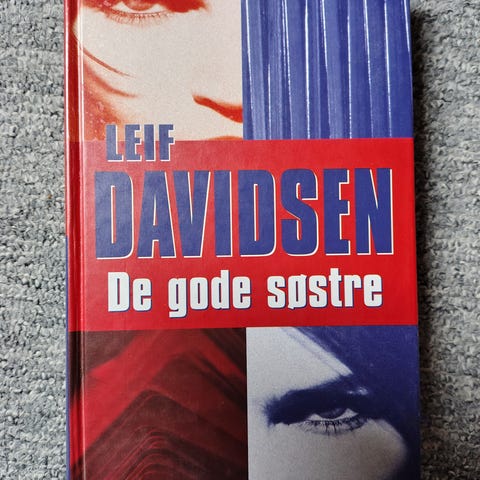 LEIF
DAVIDSEN
De gode søstre